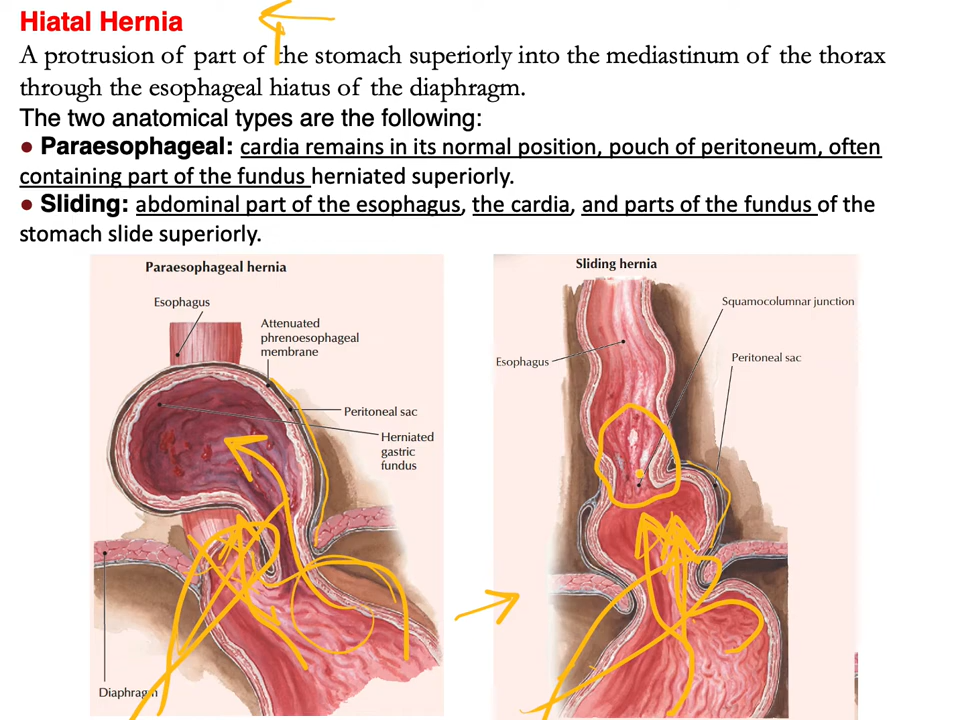 Hiatal Hernia
A protrusion of part of the stomach superiorly into the mediastinum of the thorax
through the esophageal hiatus of the diaphragm.
The two anatomical types are the following:
● Paraesophageal: cardia remains in its normal position, pouch of peritoneum, often
containing part of the fundus herniated superiorly.
● Sliding: abdominal part of the esophagus, the cardia, and parts of the fundus of the
stomach slide superiorly.
Paraesophageal hernia
Esophagus
Attenuated
phrenoesophageal
membrane
Peritoneal sac
Herniated
gastric
fundus
Diaphragm
Sliding hernia
Squamocolumnar junction
Esophagus
Peritoneal sac